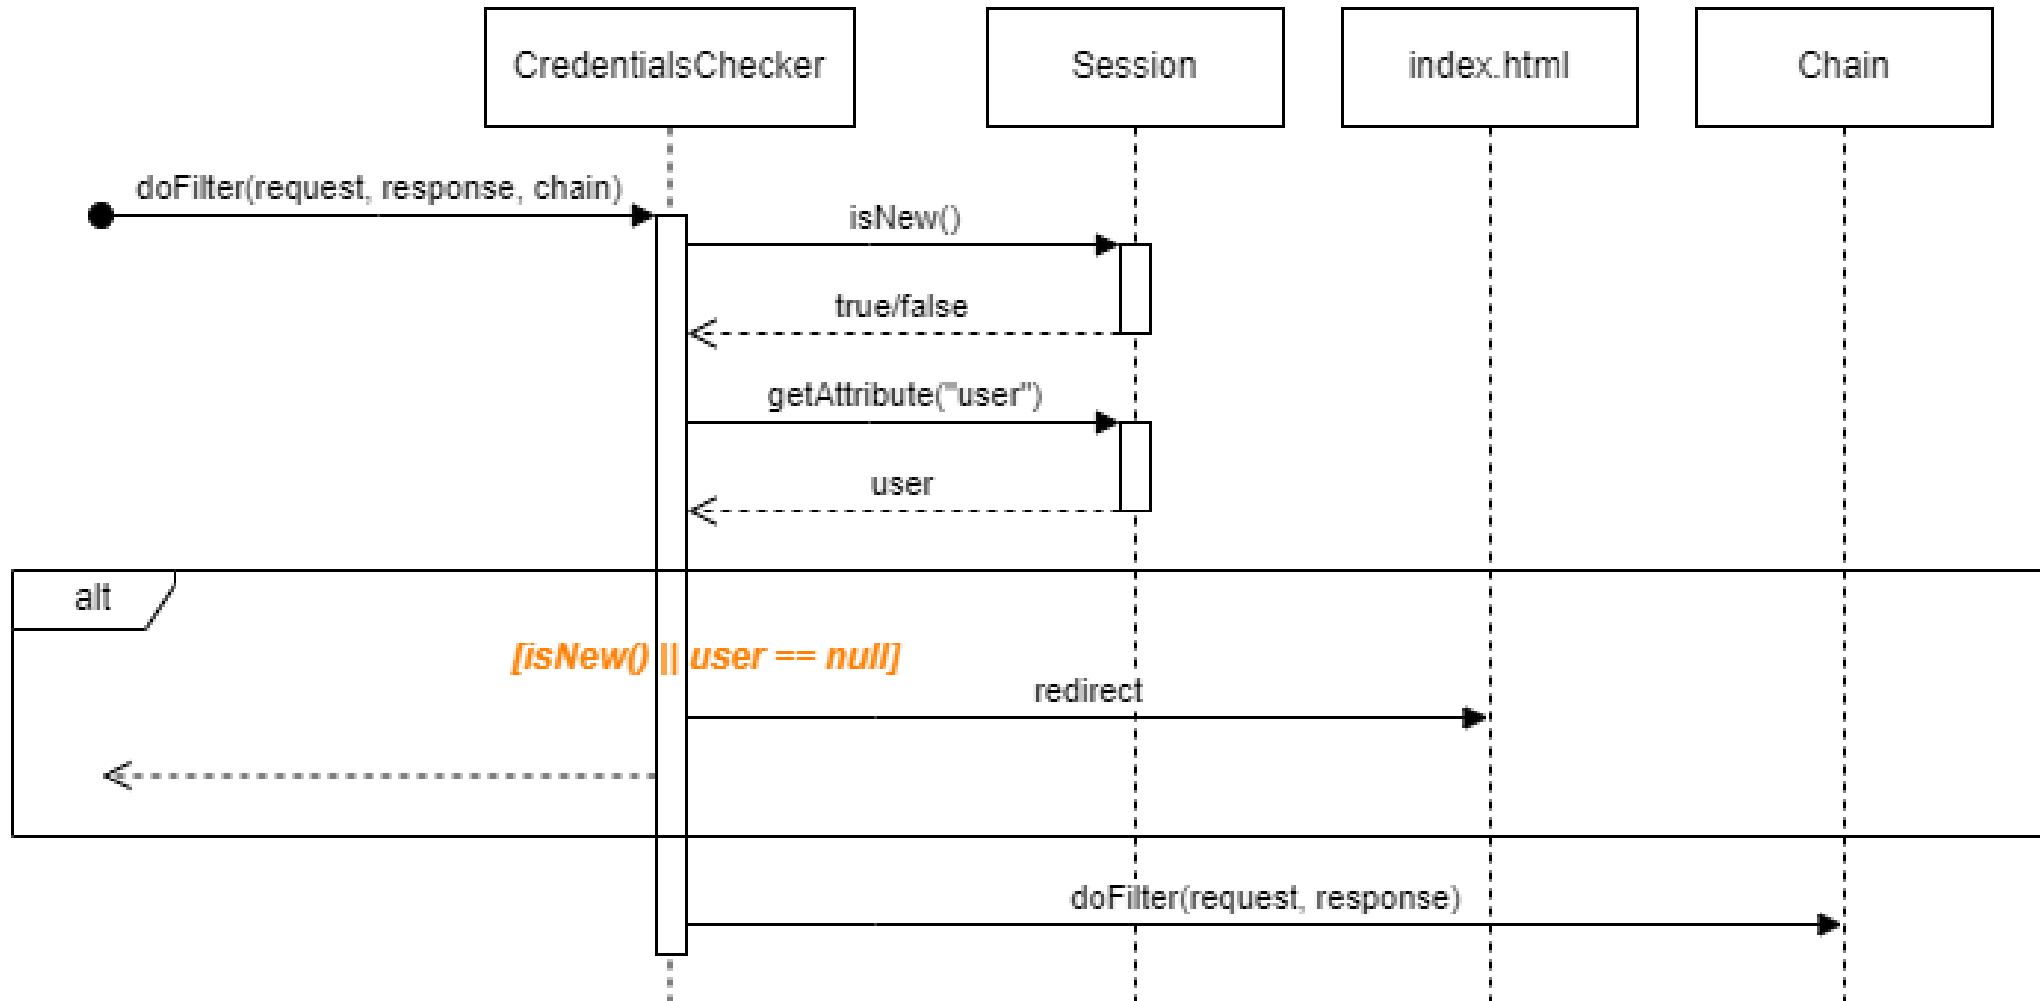 CredentialsChecker
Session
index.html
Chain
doFilter(request, response, chain)
isNew()
true/false
getAttribute("user")
user
alt
[isNew() || user == null]
redirect
doFilter(request, response)